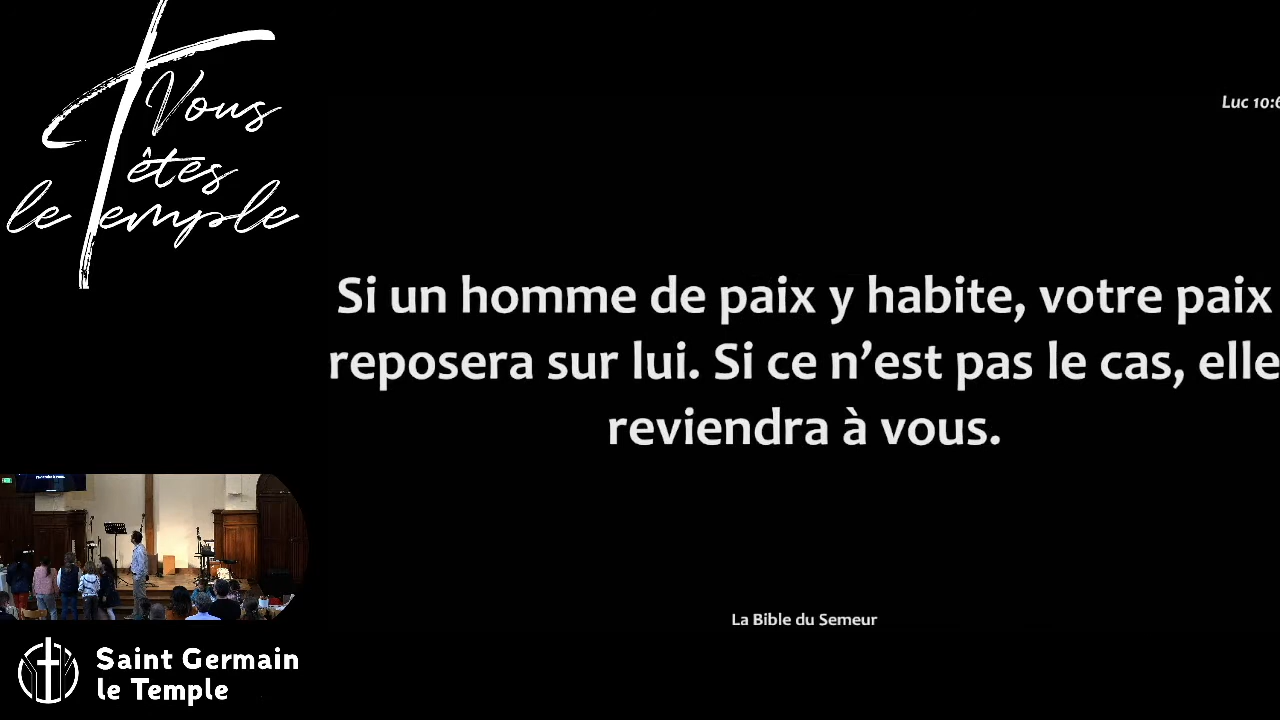 Vous
êtes
le Temple
Luc 10:6
Si un homme de paix y habite, votre paix
reposera sur lui. Si ce n’est pas le cas, elle
reviendra à vous.
La Bible du Semeur
Saint Germain
le Temple